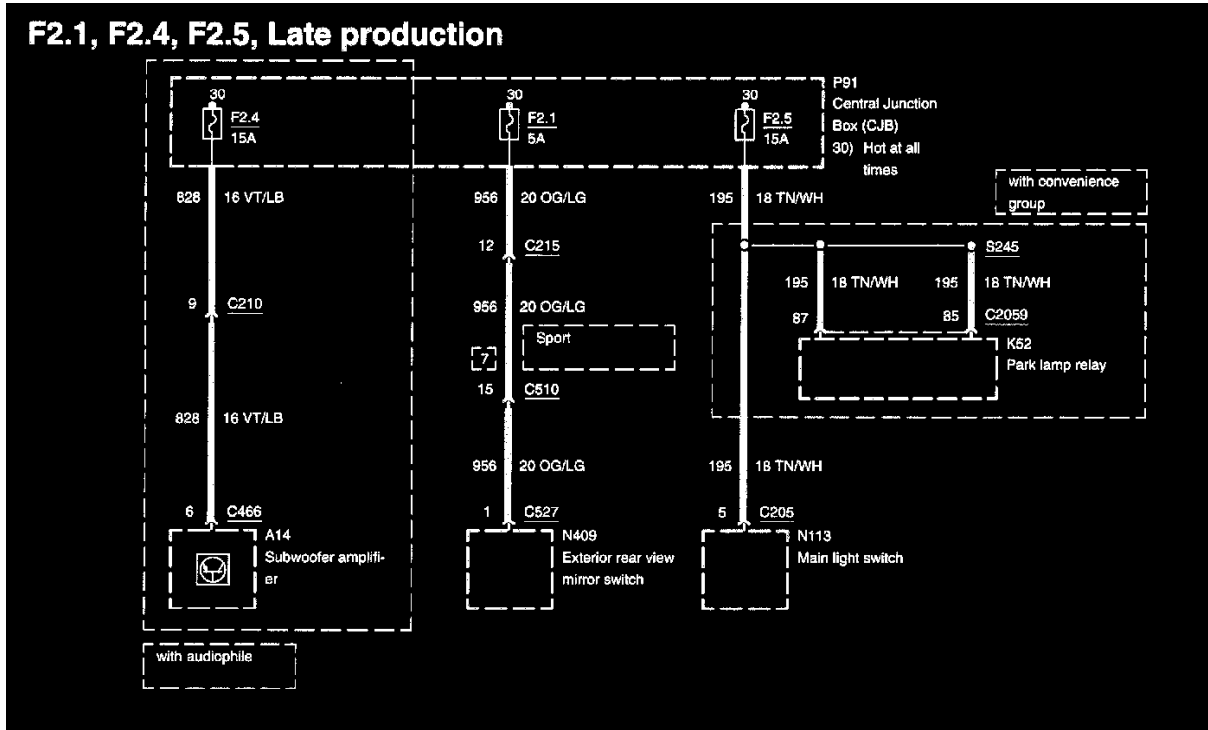 F2.1, F2.4, F2.5, Late production
30
30
30
P91
Central Junction
Box (CJB)
30) Hot at all
times
F2.4
15A
F2.1
5A
F2.5
15A
828
16 VT/LB
956
20 OG/LG
195
18 TN/WH
with convenience
group
12
C215
S245
9
C210
956
20 OG/LG
195
18 TN/WH
195
18 TN/WH
87
85
C2059
Sport
7
K52
Park lamp relay
15
C510
828
16 VT/LB
956
20 OG/LG
195
18 TN/WH
6
C466
1
C527
5
C205
A14
Subwoofer amplifi-
er
N409
Exterior rear view
mirror switch
N113
Main light switch
with audiophile